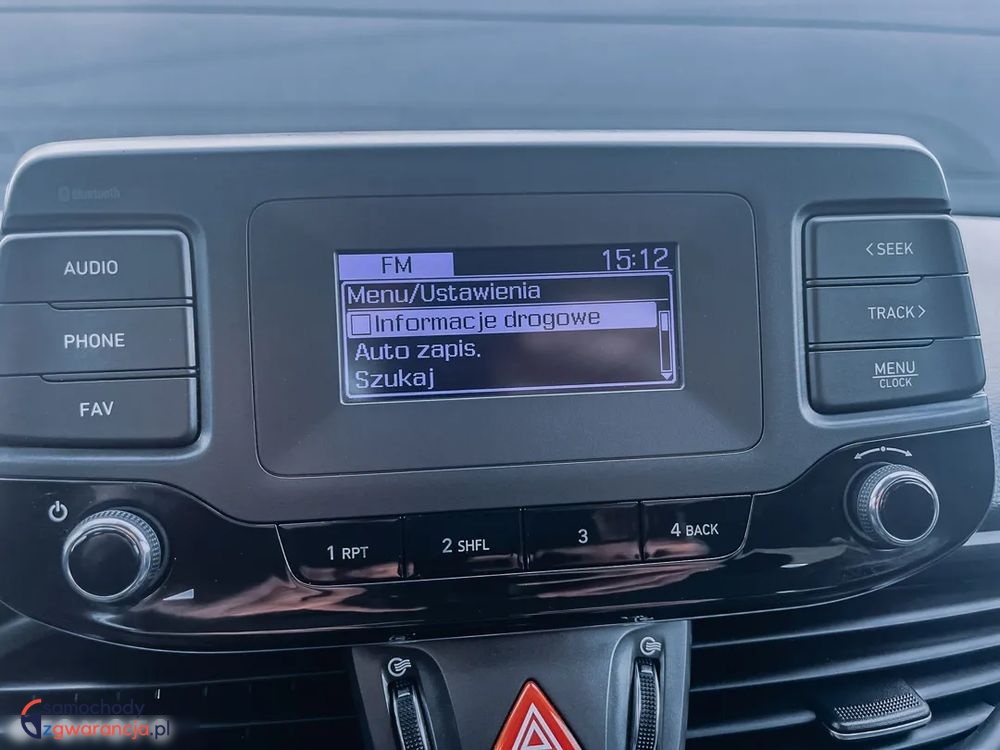 Bluetooth
AUDIO
PHONE
FAV
FM 15:12
Menu/Ustawienia
Informacje drogowe
Auto zapis.
Szukaj
< SEEK
TRACK >
MENU
CLOCK
1 RPT
2 SHFL
3
4 BACK
samochody
zgwarancja.pl